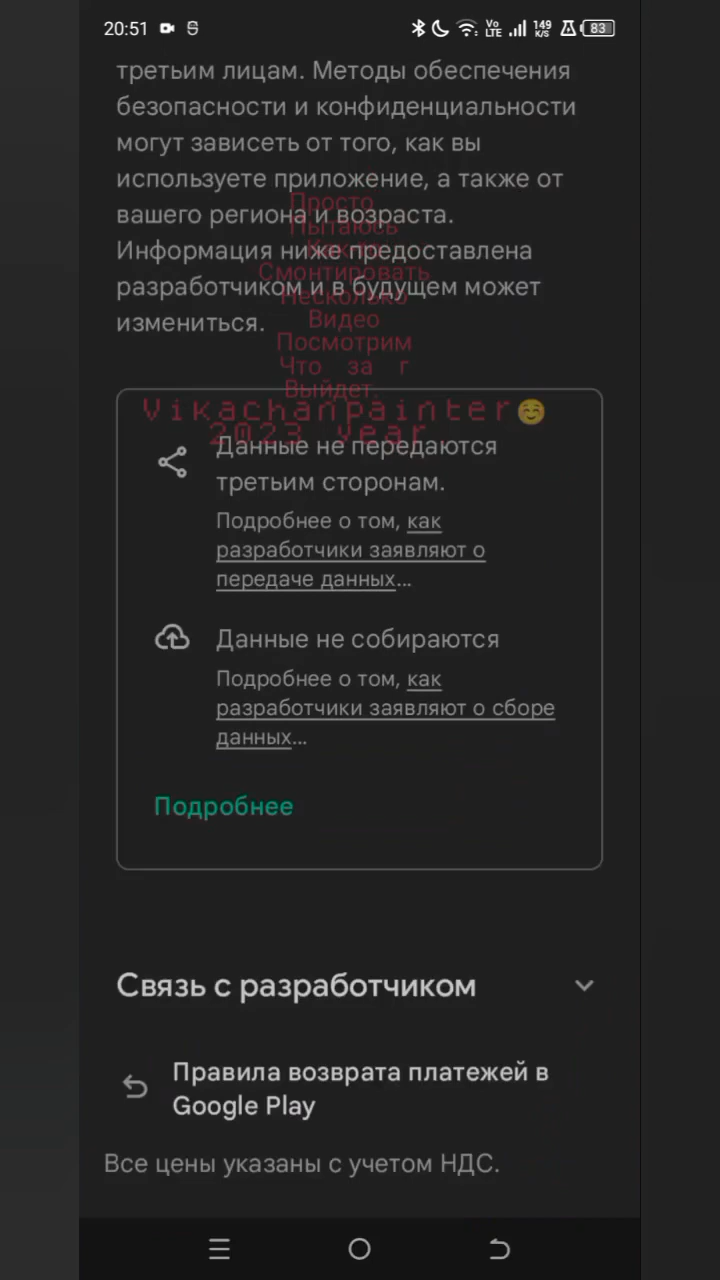 20:51
Vo LTE 149 K/S 83
третьим лицам. Методы обеспечения
безопасности и конфиденциальности
могут зависеть от того, как вы
используете приложение, а также от
Просто
вашего региона и возраста.
Пытаюсь
Информация ниже предоставлена
Смонтировать
разработчиком и в будущем может
Несколько
Видео
измениться.
Посмотрим
Что за г
Выйдет.
Vikachanpainter☺️
2023 year.
Данные не передаются
третьим сторонам.
Подробнее о том, как
разработчики заявляют о
передаче данных…
Данные не собираются
Подробнее о том, как
разработчики заявляют о сборе
данных…
Подробнее
Связь с разработчиком
Правила возврата платежей в
Google Play
Все цены указаны с учетом НДС.